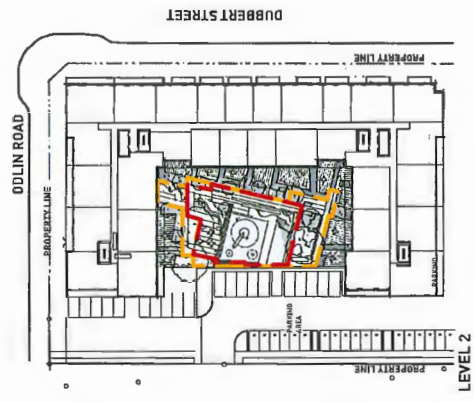 DUBBERT STREET
ODLIN ROAD
PROPERTY LINE
PROPERTY LINE
PARKING
AREA
PARKING
PROPERTY LINE
LEVEL 2